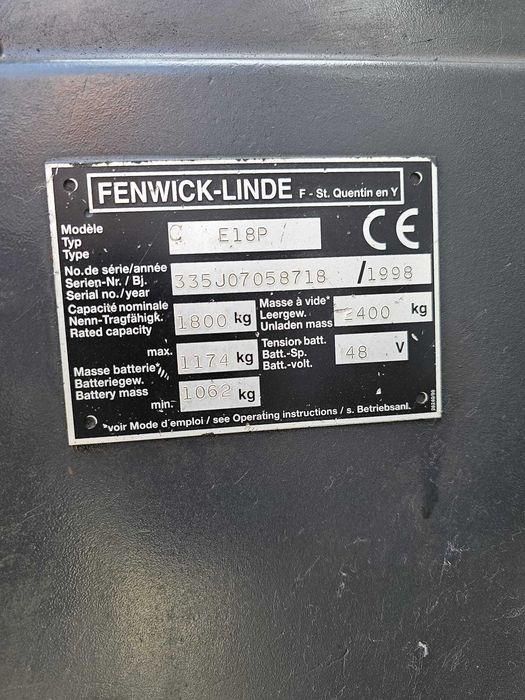 FENWICK-LINDE F - St. Quentin en Y
Modèle
Typ
Type
C E18P /
CE
No.de série/année
Serien-Nr. / Bj.
Serial no./year
335J07058718 /1998
Capacité nominale
Nenn-Tragfähigk.
Rated capacity
1800 kg
Masse à vide*
Leergew.
Unladen mass
2400 kg
Masse batterie*
Batteriegew.
Battery mass
max. 1174 kg
min. 1062 kg
Tension batt.
Batt.-Sp.
Batt.-volt.
48 V
*voir Mode d'emploi / see Operating instructions / s. Betriebsanl.